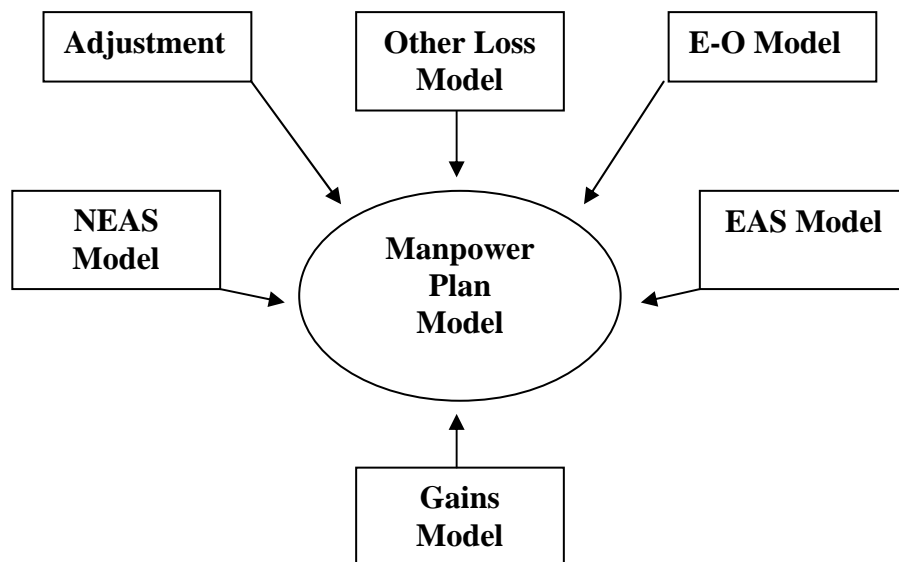 Adjustment
Other Loss
Model
E-O Model
NEAS
Model
Manpower
Plan
Model
EAS Model
Gains
Model